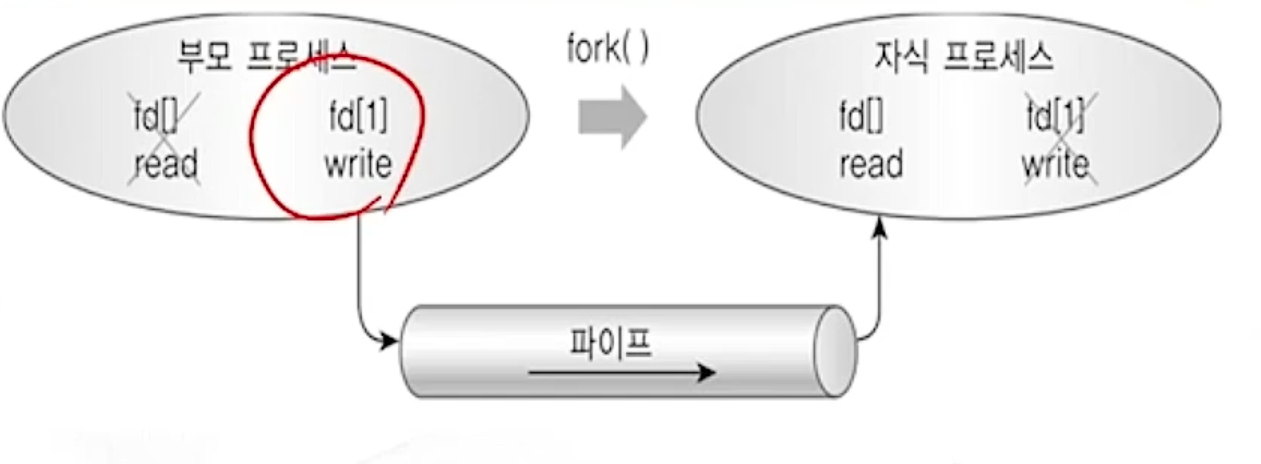 부모 프로세스
fd[]
read
fd[1]
write
fork( )
자식 프로세스
fd[]
read
fd[1]
write
파이프